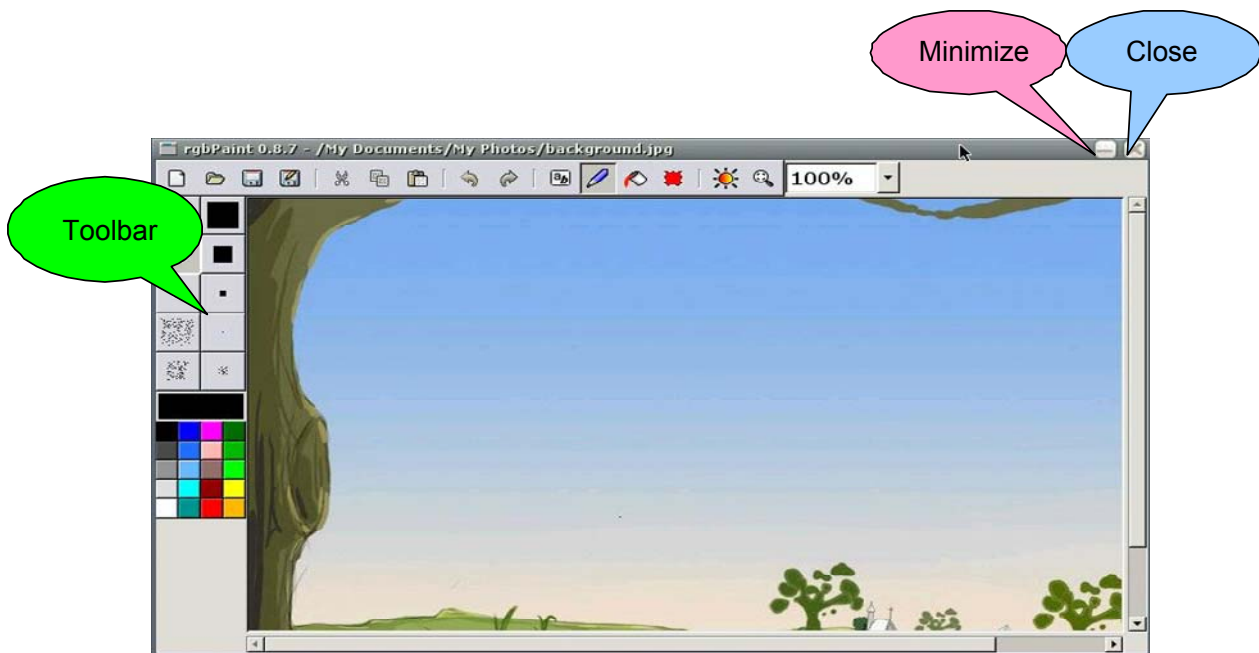 Minimize
Close
rgbPaint 0.8.7 - /My Documents/My Photos/background.jpg
100%
Toolbar